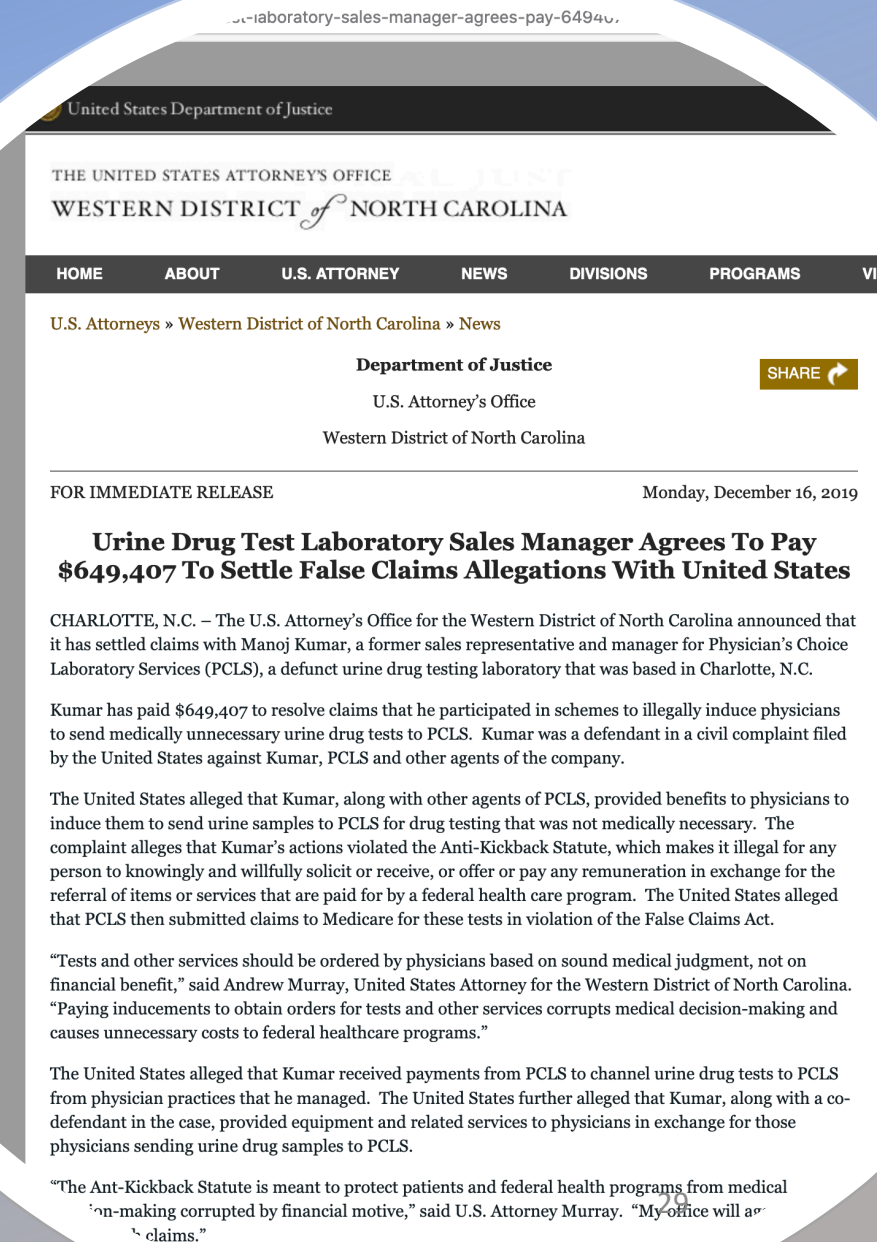 -laboratory-sales-manager-agrees-pay-64940
United States Department of Justice
THE UNITED STATES ATTORNEY'S OFFICE
WESTERN DISTRICT of NORTH CAROLINA
HOME ABOUT U.S. ATTORNEY NEWS DIVISIONS PROGRAMS VI
U.S. Attorneys » Western District of North Carolina » News
Department of Justice
SHARE
U.S. Attorney’s Office
Western District of North Carolina
FOR IMMEDIATE RELEASE Monday, December 16, 2019
Urine Drug Test Laboratory Sales Manager Agrees To Pay
$649,407 To Settle False Claims Allegations With United States
CHARLOTTE, N.C. – The U.S. Attorney’s Office for the Western District of North Carolina announced that
it has settled claims with Manoj Kumar, a former sales representative and manager for Physician’s Choice
Laboratory Services (PCLS), a defunct urine drug testing laboratory that was based in Charlotte, N.C.
Kumar has paid $649,407 to resolve claims that he participated in schemes to illegally induce physicians
to send medically unnecessary urine drug tests to PCLS.  Kumar was a defendant in a civil complaint filed
by the United States against Kumar, PCLS and other agents of the company.
The United States alleged that Kumar, along with other agents of PCLS, provided benefits to physicians to
induce them to send urine samples to PCLS for drug testing that was not medically necessary.  The
complaint alleges that Kumar’s actions violated the Anti-Kickback Statute, which makes it illegal for any
person to knowingly and willfully solicit or receive, or offer or pay any remuneration in exchange for the
referral of items or services that are paid for by a federal health care program.  The United States alleged
that PCLS then submitted claims to Medicare for these tests in violation of the False Claims Act.
“Tests and other services should be ordered by physicians based on sound medical judgment, not on
financial benefit,” said Andrew Murray, United States Attorney for the Western District of North Carolina.
“Paying inducements to obtain orders for tests and other services corrupts medical decision-making and
causes unnecessary costs to federal healthcare programs.”
The United States alleged that Kumar received payments from PCLS to channel urine drug tests to PCLS
from physician practices that he managed.  The United States further alleged that Kumar, along with a co-
defendant in the case, provided equipment and related services to physicians in exchange for those
physicians sending urine drug samples to PCLS.
“The Ant-Kickback Statute is meant to protect patients and federal health programs from medical
29
on-making corrupted by financial motive,” said U.S. Attorney Murray.  “My office will
claims.”